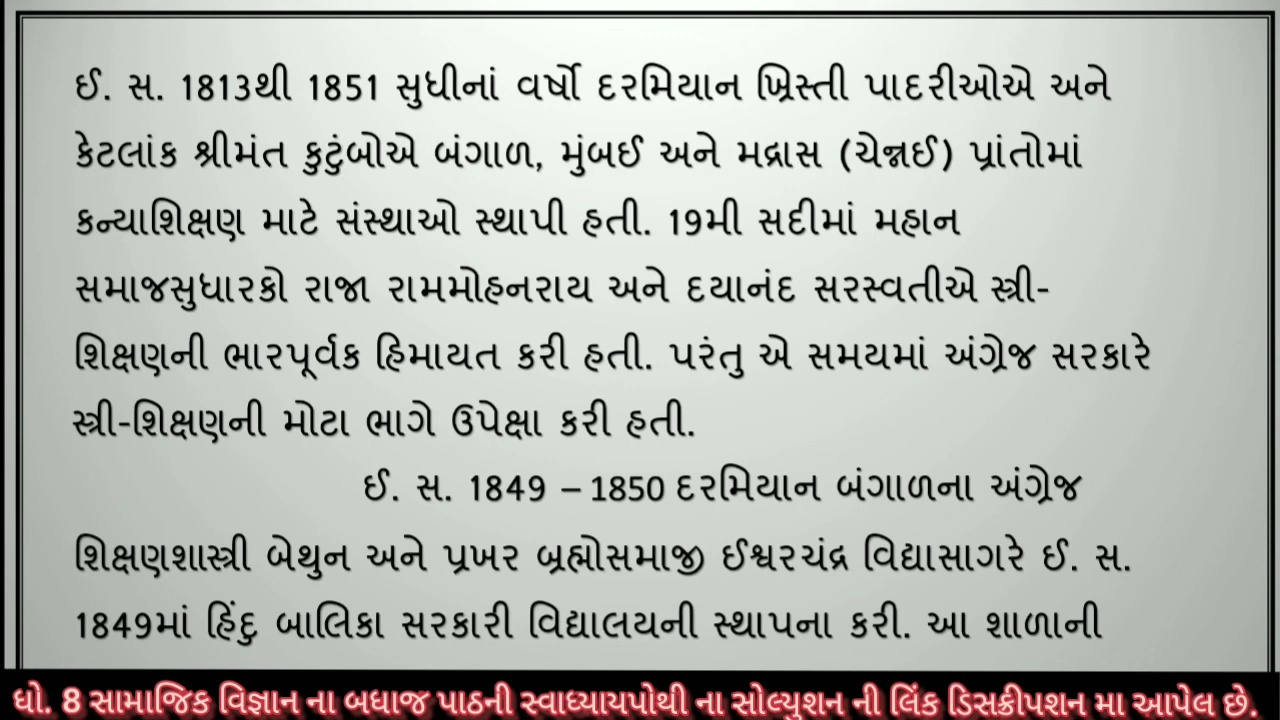 ઈ. સ. 1813થી 1851 સુધીનાં વર્ષો દરમિયાન ખ્રિસ્તી પાદરીઓએ અને
કેટલાંક શ્રીમંત કુટુંબોએ બંગાળ, મુંબઈ અને મદ્રાસ (ચેન્નઈ) પ્રાંતોમાં
કન્યાશિક્ષણ માટે સંસ્થાઓ સ્થાપી હતી. 19મી સદીમાં મહાન
સમાજસુધારકો રાજા રામમોહનરાય અને દયાનંદ સરસ્વતીએ સ્ત્રી-
શિક્ષણની ભારપૂર્વક હિમાયત કરી હતી. પરંતુ એ સમયમાં અંગ્રેજ સરકારે
સ્ત્રી-શિક્ષણની મોટા ભાગે ઉપેક્ષા કરી હતી.
ઈ. સ. 1849 – 1850 દરમિયાન બંગાળના અંગ્રેજ
શિક્ષણશાસ્ત્રી બેથુન અને પ્રખર બ્રહ્મોસમાજી ઈશ્વરચંદ્ર વિદ્યાસાગરે ઈ. સ.
1849માં હિંદુ બાલિકા સરકારી વિદ્યાલયની સ્થાપના કરી. આ શાળાની
ધો. 8 સામાજિક વિજ્ઞાન ના બધાજ પાઠની સ્વાધ્યાયપોથી ના સોલ્યુશન ની લિંક ડિસક્રીપશન મા આપેલ છે.